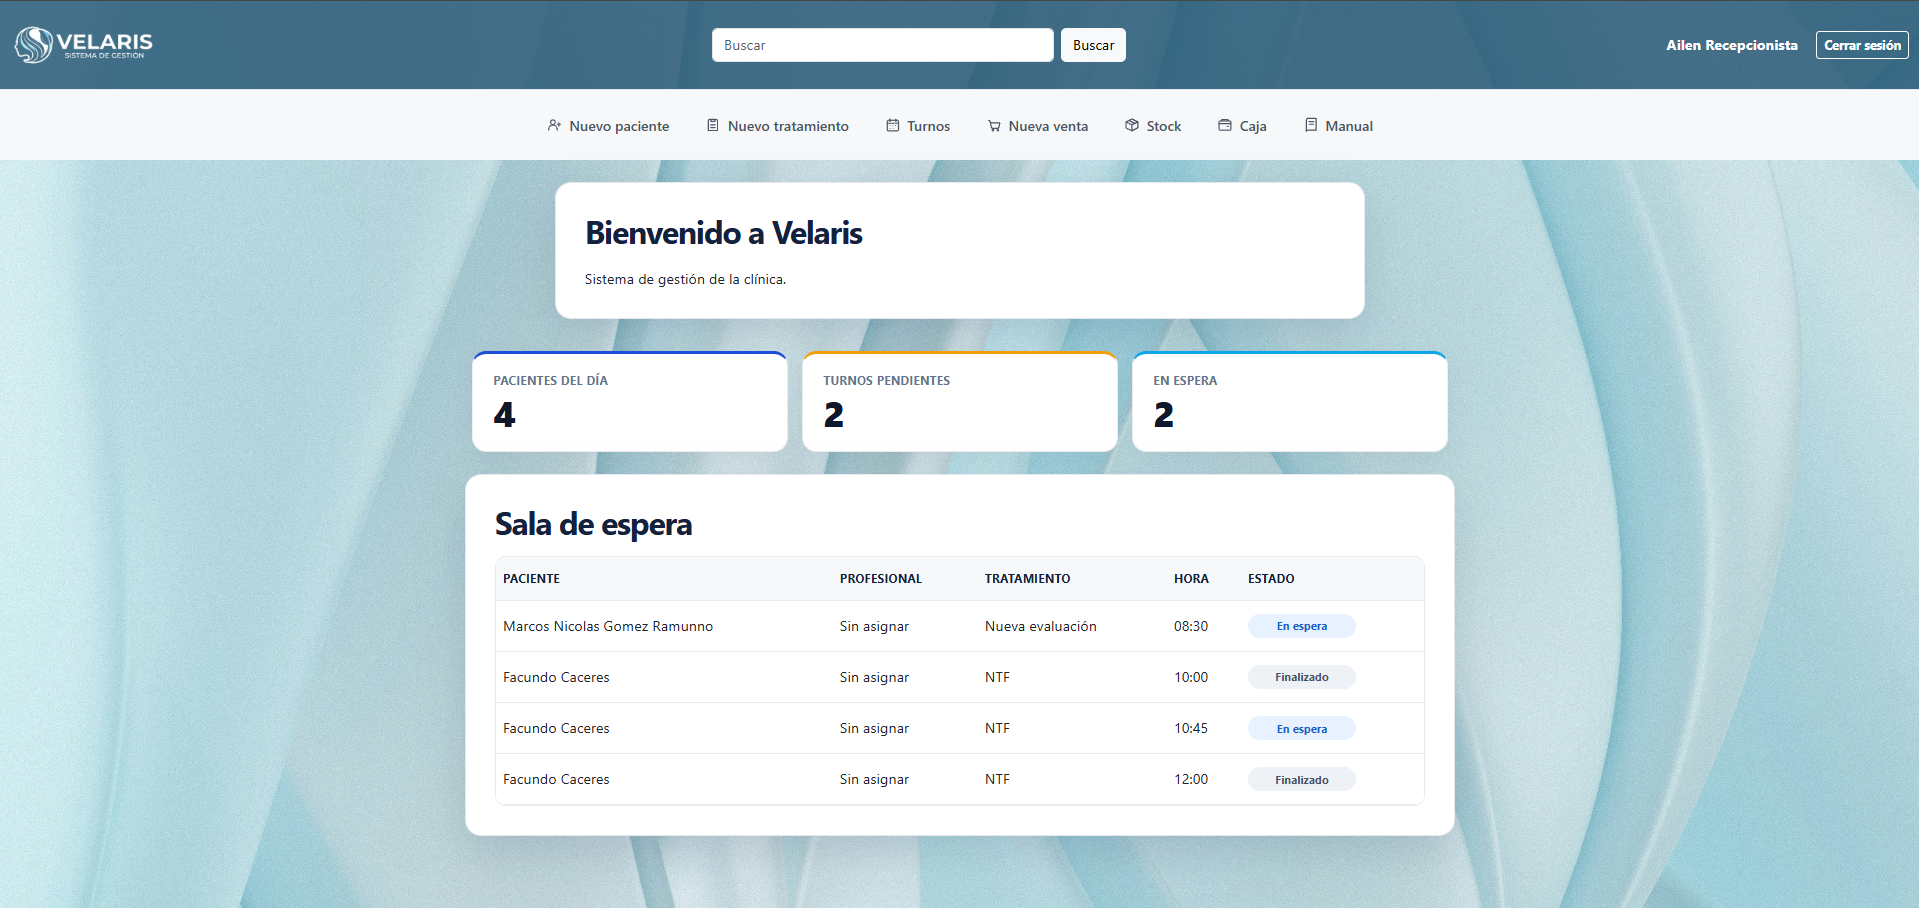 VELARIS
SISTEMA DE GESTIÓN
Buscar
Buscar
Ailen Recepcionista
Cerrar sesión
Nuevo paciente
Nuevo tratamiento
Turnos
Nueva venta
Stock
Caja
Manual
Bienvenido a Velaris
Sistema de gestión de la clínica.
PACIENTES DEL DÍA
4
TURNOS PENDIENTES
2
EN ESPERA
2
Sala de espera
PACIENTE PROFESIONAL TRATAMIENTO HORA ESTADO
Marcos Nicolas Gomez Ramunno Sin asignar Nueva evaluación 08:30 En espera
Facundo Caceres Sin asignar NTF 10:00 Finalizado
Facundo Caceres Sin asignar NTF 10:45 En espera
Facundo Caceres Sin asignar NTF 12:00 Finalizado